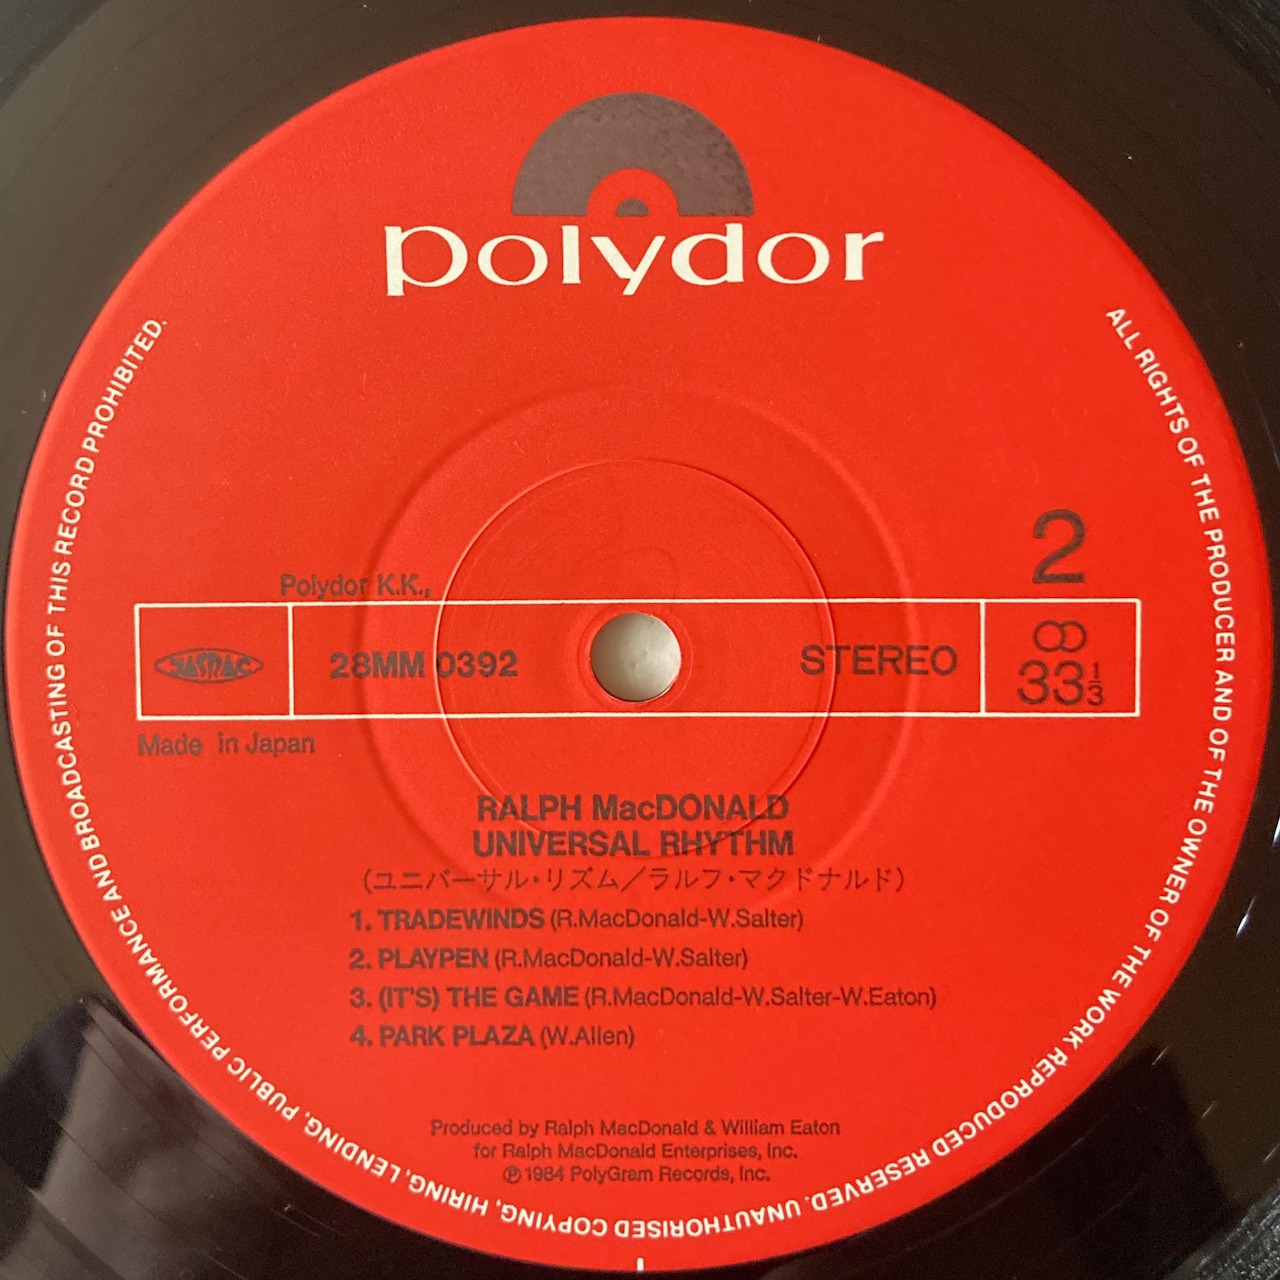 polydor
ALL RIGHTS OF THE PRODUCER AND OF THE OWNER OF THE WORK REPRODUCED RESERVED. UNAUTHORISED COPYING, HIRING, LENDING, PUBLIC PERFORMANCE AND BROADCASTING OF THIS RECORD PROHIBITED.
2
Polydor K.K.,
JASRAC
28MM 0392
STEREO
33⅓
Made in Japan
RALPH MacDONALD
UNIVERSAL RHYTHM
(ユニバーサル・リズム／ラルフ・マクドナルド)
1. TRADEWINDS (R.MacDonald-W.Salter)
2. PLAYPEN (R.MacDonald-W.Salter)
3. (IT'S) THE GAME (R.MacDonald-W.Salter-W.Eaton)
4. PARK PLAZA (W.Allen)
Produced by Ralph MacDonald & William Eaton
for Ralph MacDonald Enterprises, Inc.
℗ 1984 PolyGram Records, Inc.